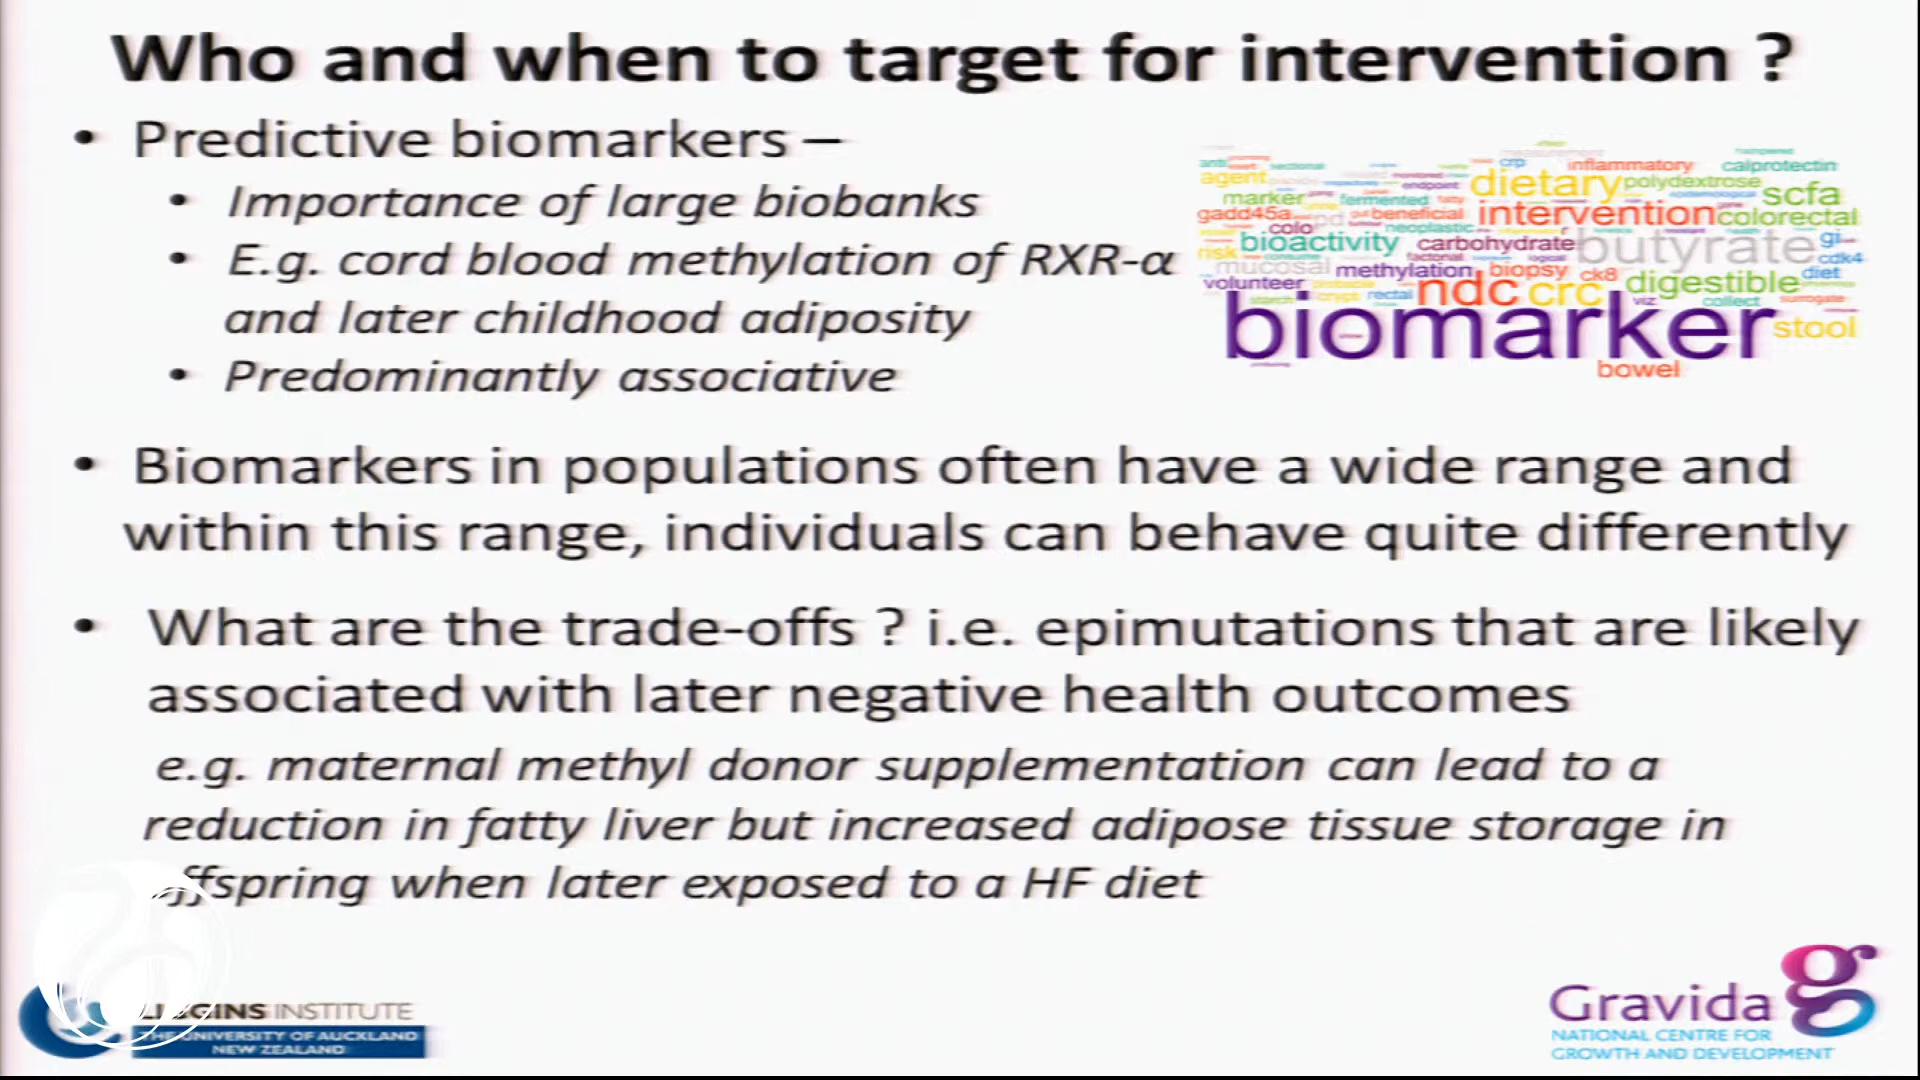 Who and when to target for intervention ?
• Predictive biomarkers –
• Importance of large biobanks
• E.g. cord blood methylation of RXR-α
and later childhood adiposity
• Predominantly associative
• Biomarkers in populations often have a wide range and
within this range, individuals can behave quite differently
• What are the trade-offs ? i.e. epimutations that are likely
associated with later negative health outcomes
e.g. maternal methyl donor supplementation can lead to a
reduction in fatty liver but increased adipose tissue storage in
offspring when later exposed to a HF diet
anti crp inflammatory calprotectin
agent endpoint dietary polydextrose scfa
marker fermented
gadd45a beneficial intervention colorectal
colo neoplastic
bioactivity carbohydrate butyrate gi
risk cdk4
mucosal methylation biopsy ck8 digestible diet
volunteer
crypt rectal ndc crc viz collect surrogate
biomarker stool
bowel
LIGGINS INSTITUTE
THE UNIVERSITY OF AUCKLAND
NEW ZEALAND
Gravida
NATIONAL CENTRE FOR
GROWTH AND DEVELOPMENT